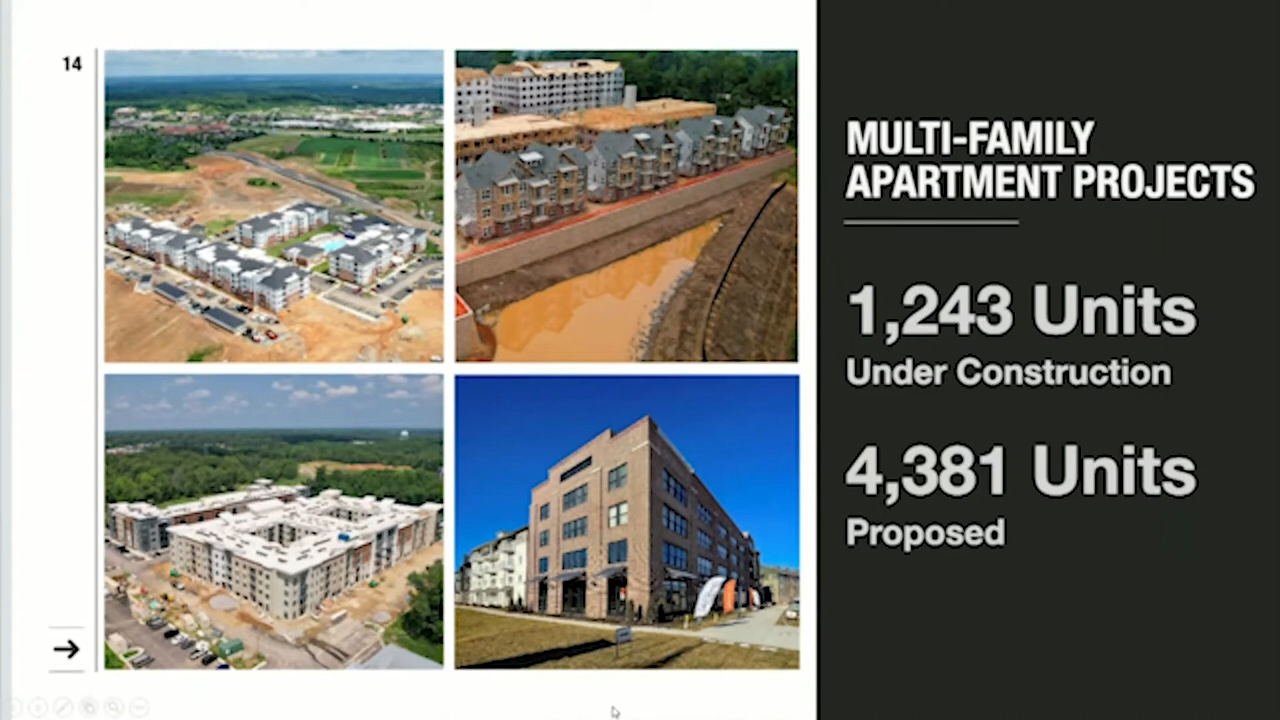 14
MULTI-FAMILY
APARTMENT PROJECTS
1,243 Units
Under Construction
4,381 Units
Proposed